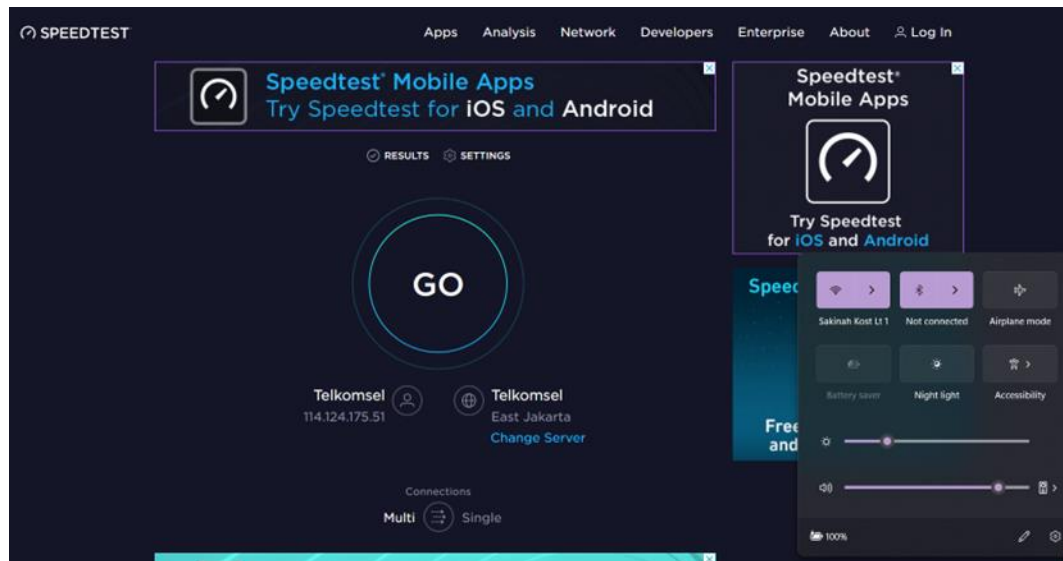 SPEEDTEST
Apps Analysis Network Developers Enterprise About Log In
Speedtest® Mobile Apps
Try Speedtest for iOS and Android
RESULTS SETTINGS
GO
Telkomsel
114.124.175.51
Telkomsel
East Jakarta
Change Server
Connections
Multi Single
Speedtest®
Mobile Apps
Try Speedtest
for iOS and Android
Free
and
Sakinah Kost Lt 1 Not connected Airplane mode
Battery saver Night light Accessibility
100%